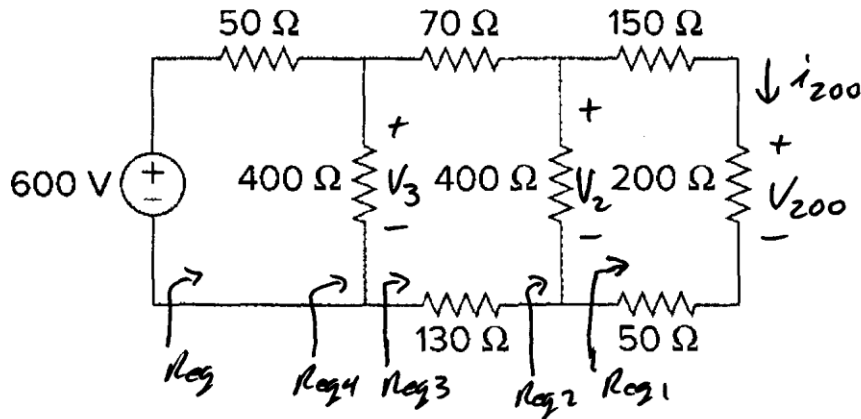 50 Ω 70 Ω 150 Ω
i200
+ + +
600 V + − 400 Ω V3 400 Ω V2 200 Ω V200
− − −
130 Ω 50 Ω
Req Req4 Req3 Req2 Req1